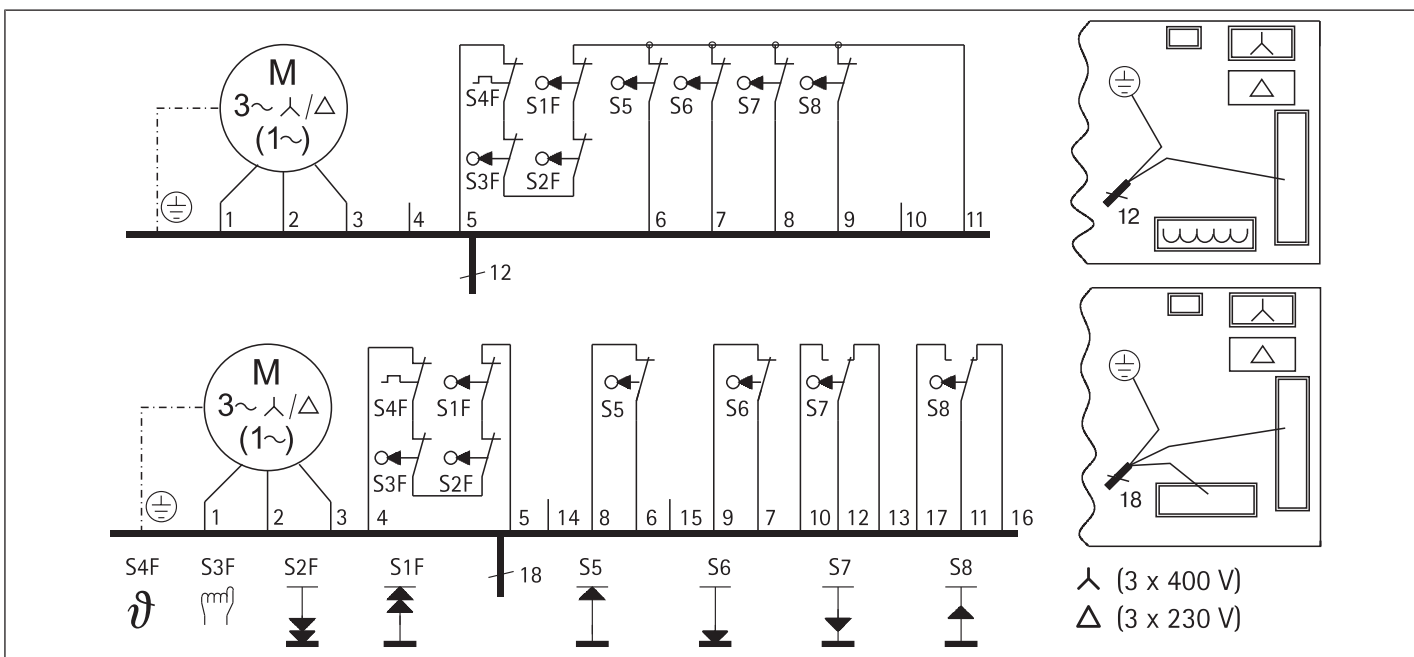 M
3~ ⅄ /△
(1~)
S4F S1F S5 S6 S7 S8
S3F S2F
1 2 3 4 5 6 7 8 9 10 11
12
12
M
3~ ⅄ /△
(1~)
S4F S1F S5 S6 S7 S8
S3F S2F
1 2 3 4 5 14 8 6 15 9 7 10 12 13 17 11 16
18
18
S4F S3F S2F S1F S5 S6 S7 S8
ϑ
⅄ (3 x 400 V)
△ (3 x 230 V)